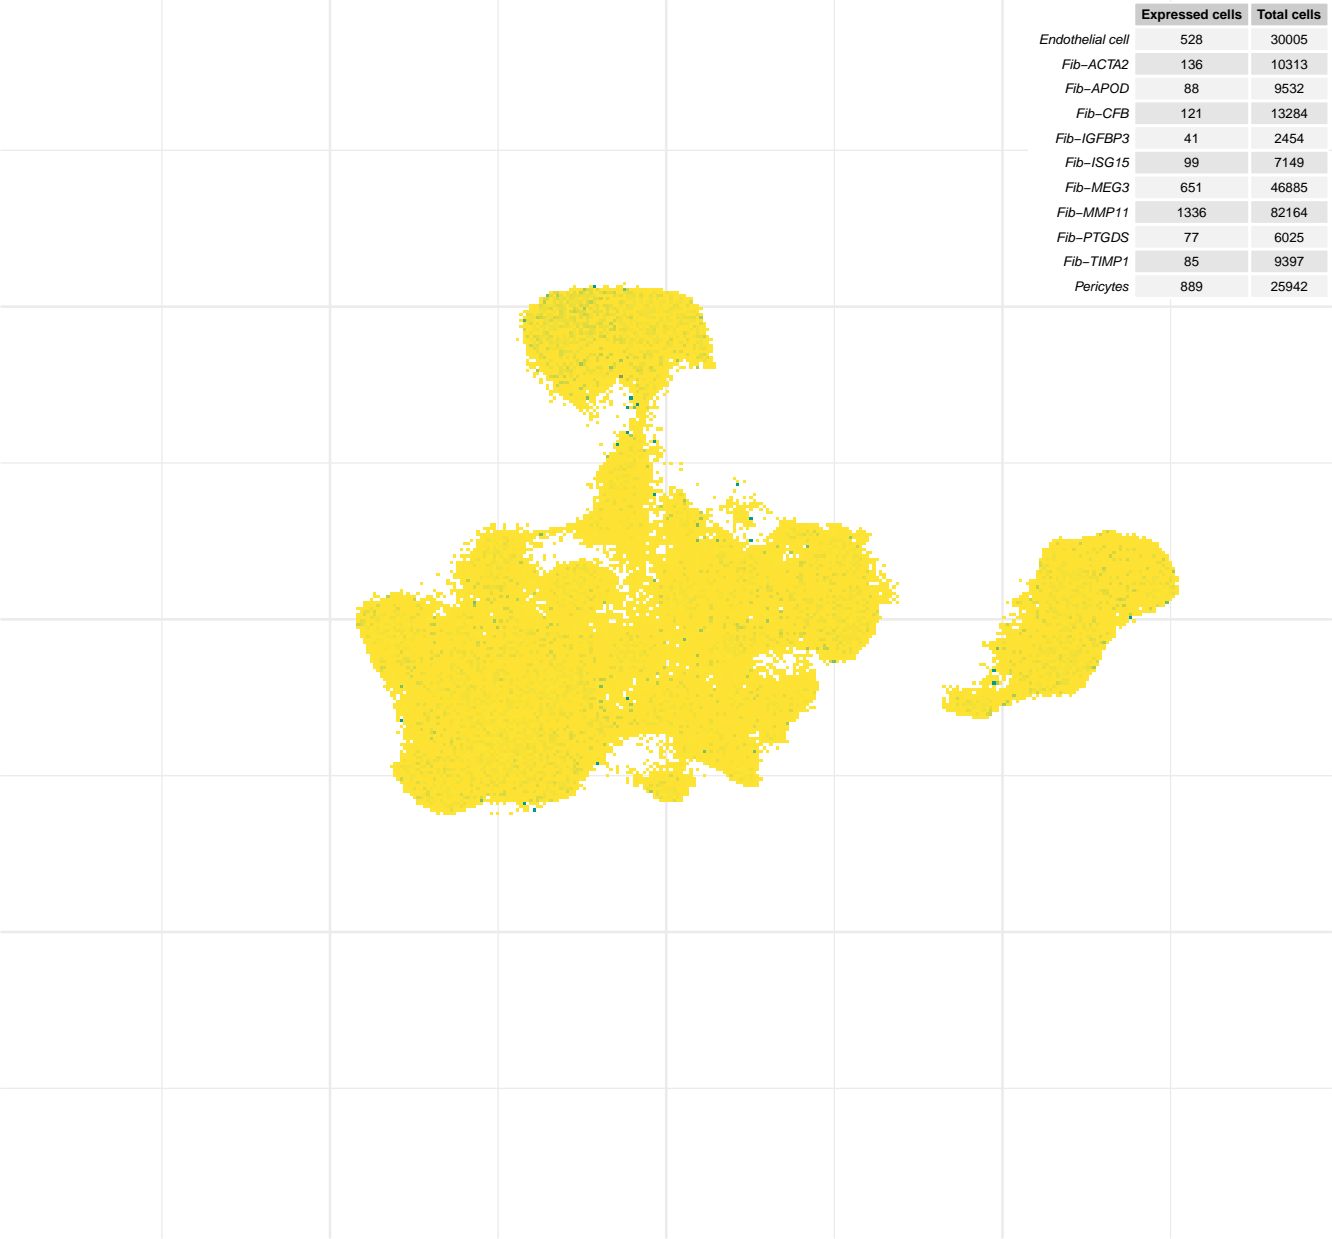 Expressed cells Total cells
Endothelial cell 528 30005
Fib−ACTA2 136 10313
Fib−APOD 88 9532
Fib−CFB 121 13284
Fib−IGFBP3 41 2454
Fib−ISG15 99 7149
Fib−MEG3 651 46885
Fib−MMP11 1336 82164
Fib−PTGDS 77 6025
Fib−TIMP1 85 9397
Pericytes 889 25942